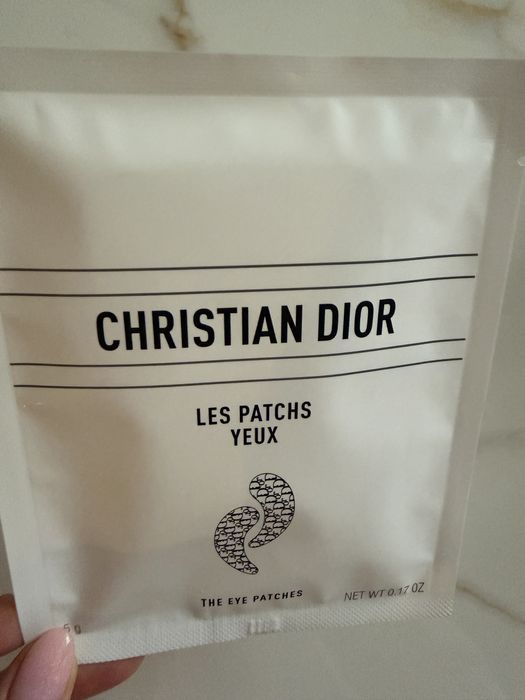 CHRISTIAN DIOR
LES PATCHS
YEUX
THE EYE PATCHES
5 g
NET WT 0.17 OZ